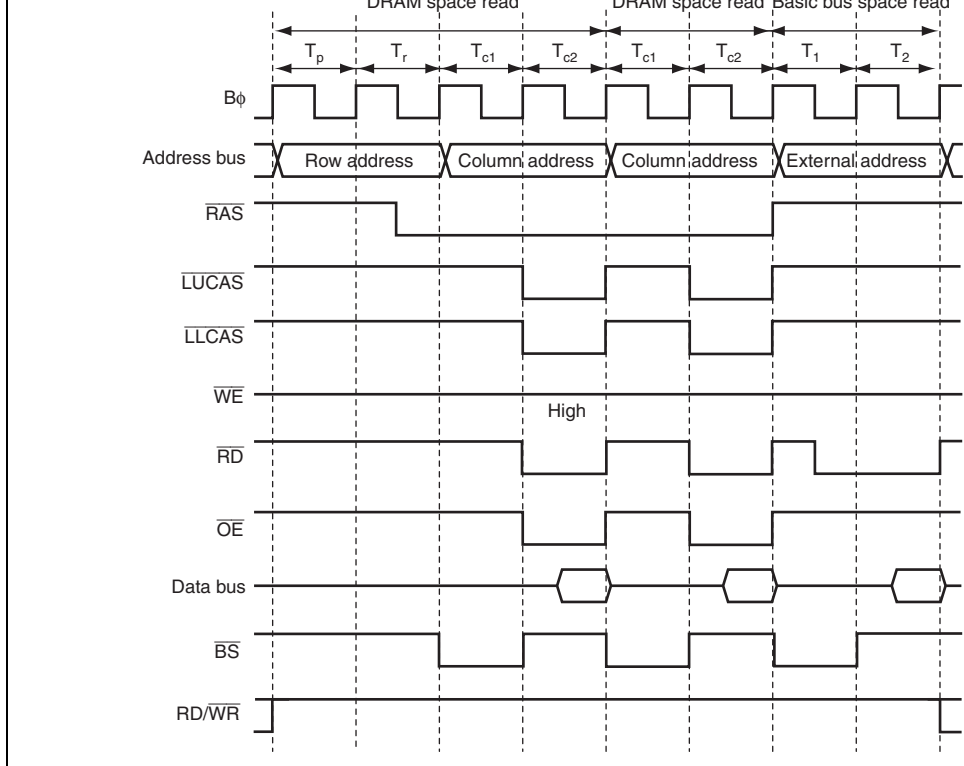 DRAM space read DRAM space read Basic bus space read
Tp Tr Tc1 Tc2 Tc1 Tc2 T1 T2
Bϕ
Address bus Row address Column address Column address External address
RAS
LUCAS
LLCAS
WE
High
RD
OE
Data bus
BS
RD/WR